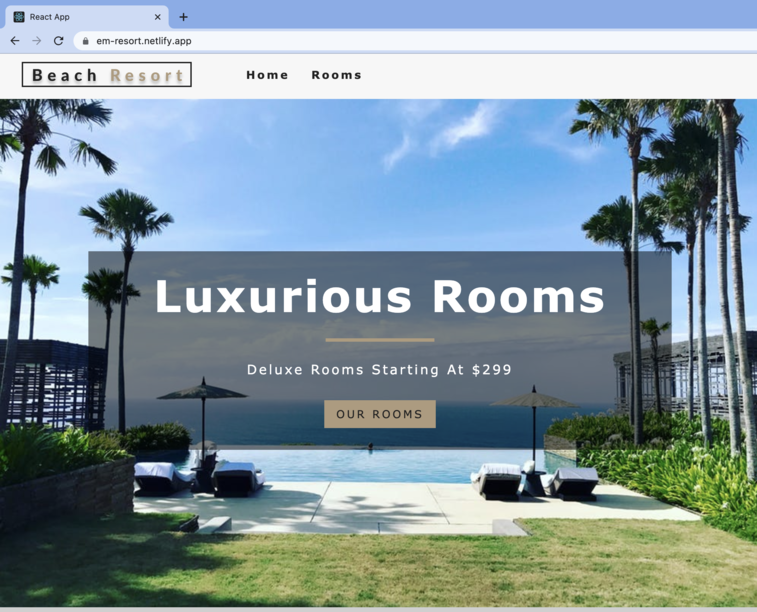 React App
em-resort.netlify.app
Beach Resort
Home Rooms
Luxurious Rooms
Deluxe Rooms Starting At $299
OUR ROOMS